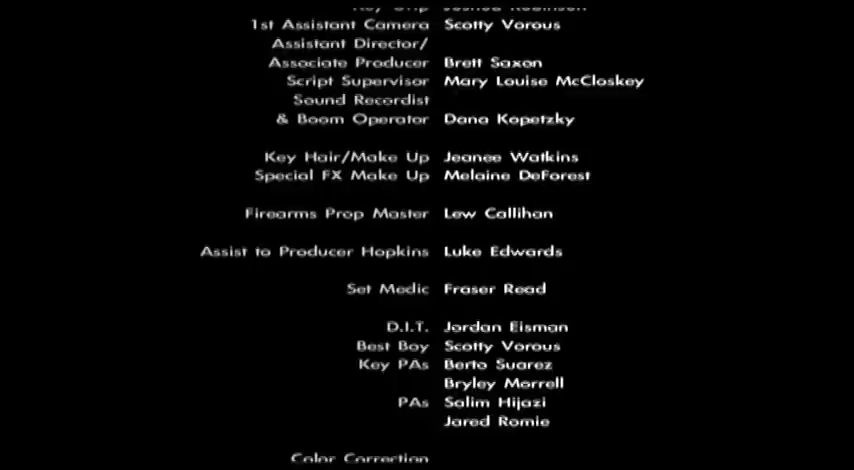 1st Assistant Camera Scotty Vorous
Assistant Director/
Associate Producer Brett Saxon
Script Supervisor Mary Louise McCloskey
Sound Recordist
& Boom Operator Dana Kopetzky
Key Hair/Make Up Jeanee Watkins
Special FX Make Up Melaine DeForest
Firearms Prop Master Lew Callihan
Assist to Producer Hopkins Luke Edwards
Set Medic Fraser Read
D.I.T. Jordan Eisman
Best Boy Scotty Vorous
Key PAs Berto Suarez
Bryley Morrell
PAs Salim Hijazi
Jared Romie
Color Correction